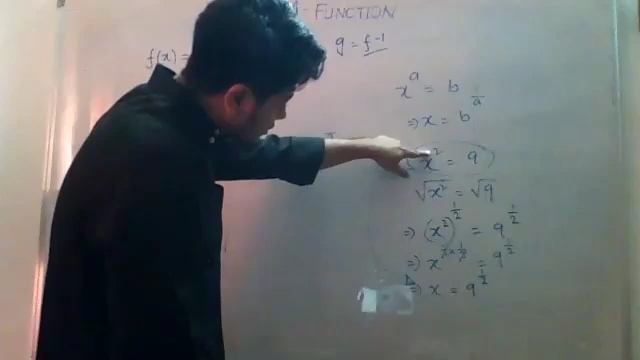 FUNCTION
f(x) =
g = f⁻¹
xᵃ = b
⇒ x = b^(1/a)
x² = 9
√x² = √9
⇒ (x²)^(1/2) = 9^(1/2)
⇒ x^(2×1/2) = 9^(1/2)
⇒ x = 9^(1/2)